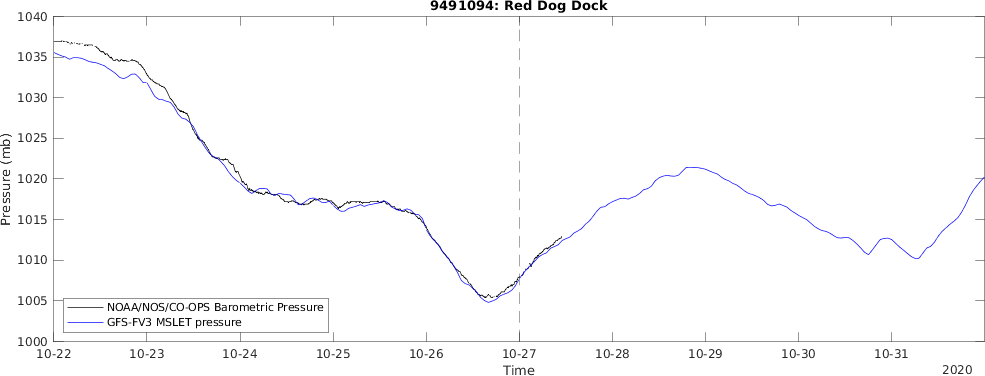 9491094: Red Dog Dock
1040
1035
1030
1025
1020
1015
1010
1005
1000
Pressure (mb)
NOAA/NOS/CO-OPS Barometric Pressure
GFS-FV3 MSLET pressure
10-22 10-23 10-24 10-25 10-26 10-27 10-28 10-29 10-30 10-31
Time
2020